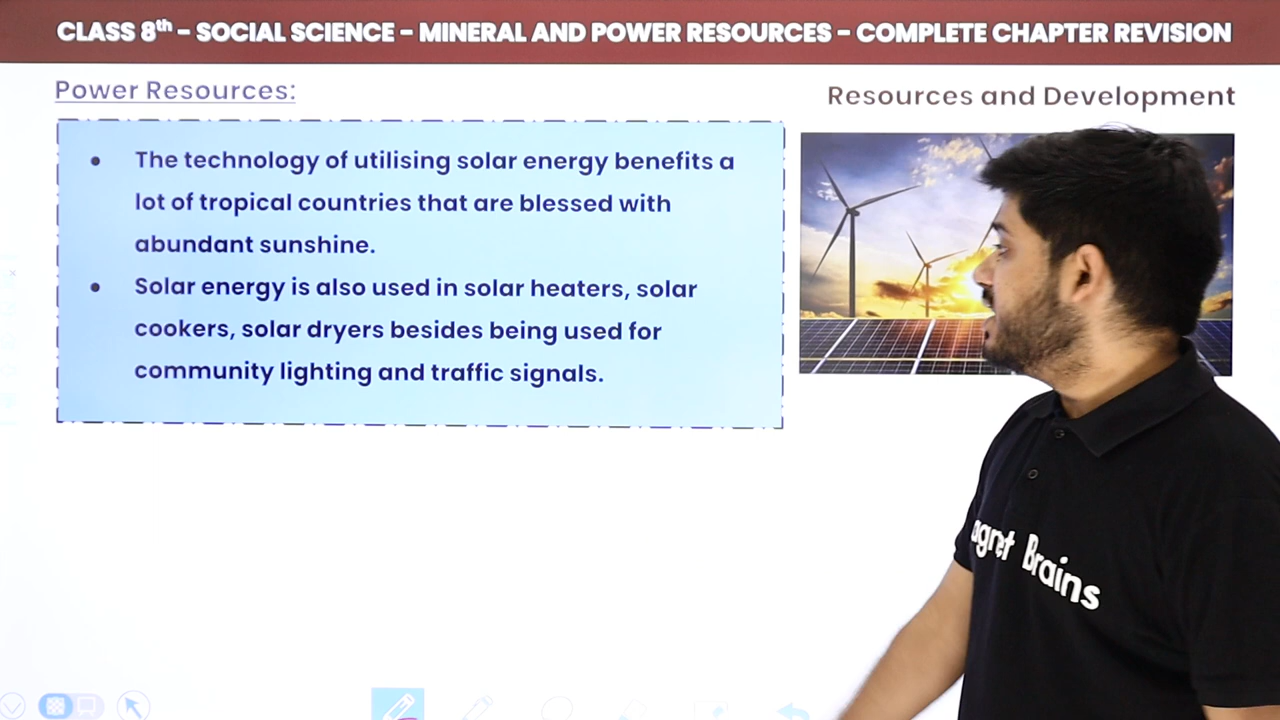 CLASS 8th – SOCIAL SCIENCE – MINERAL AND POWER RESOURCES – COMPLETE CHAPTER REVISION
Power Resources:
Resources and Development
• The technology of utilising solar energy benefits a
lot of tropical countries that are blessed with
abundant sunshine.
• Solar energy is also used in solar heaters, solar
cookers, solar dryers besides being used for
community lighting and traffic signals.
agnet Brains